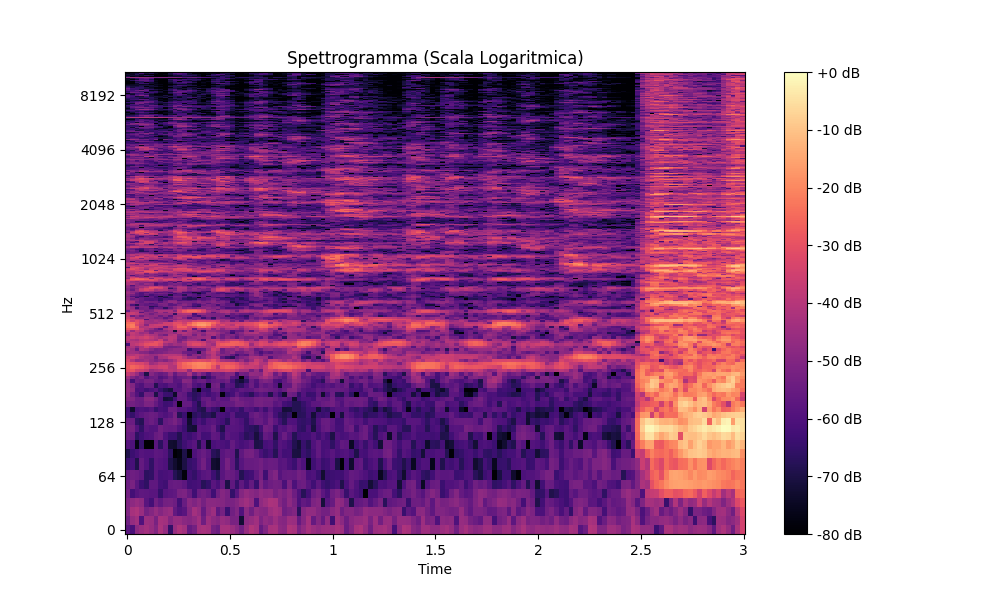 Spettrogramma (Scala Logaritmica)
Hz
8192
4096
2048
1024
512
256
128
64
0
0
0.5
1
1.5
2
2.5
3
Time
+0 dB
-10 dB
-20 dB
-30 dB
-40 dB
-50 dB
-60 dB
-70 dB
-80 dB